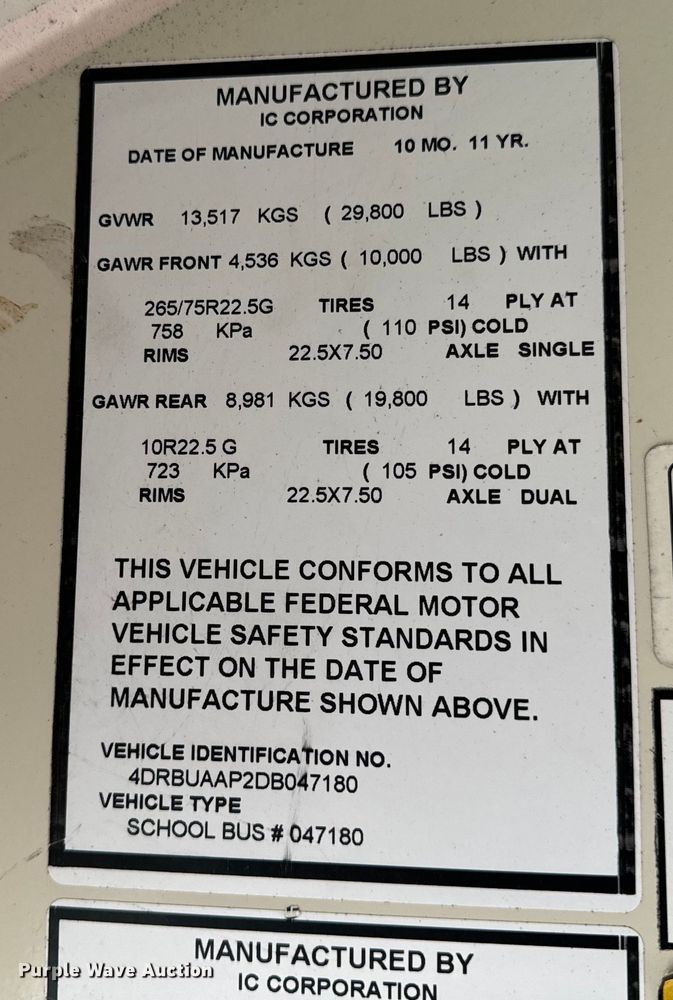 MANUFACTURED BY
IC CORPORATION
DATE OF MANUFACTURE 10 MO. 11 YR.
GVWR 13,517 KGS ( 29,800 LBS )
GAWR FRONT 4,536 KGS ( 10,000 LBS ) WITH
265/75R22.5G TIRES 14 PLY AT
758 KPa ( 110 PSI) COLD
RIMS 22.5X7.50 AXLE SINGLE
GAWR REAR 8,981 KGS ( 19,800 LBS ) WITH
10R22.5 G TIRES 14 PLY AT
723 KPa ( 105 PSI) COLD
RIMS 22.5X7.50 AXLE DUAL
THIS VEHICLE CONFORMS TO ALL
APPLICABLE FEDERAL MOTOR
VEHICLE SAFETY STANDARDS IN
EFFECT ON THE DATE OF
MANUFACTURE SHOWN ABOVE.
VEHICLE IDENTIFICATION NO.
4DRBUAAP2DB047180
VEHICLE TYPE
SCHOOL BUS # 047180
MANUFACTURED BY
IC CORPORATION
Purple Wave Auction